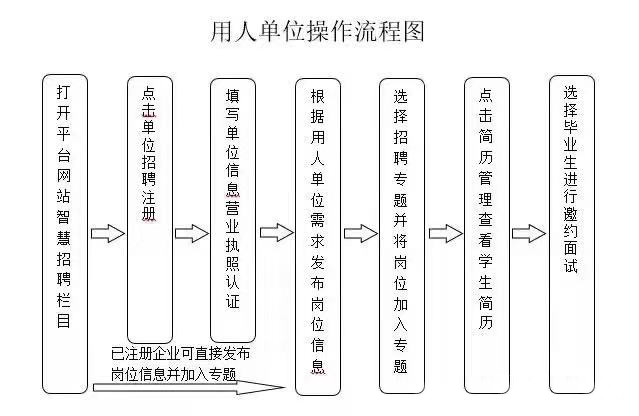 用人单位操作流程图
打开平台网站智慧招聘栏目
点击单位招聘注册
填写单位信息营业执照认证
根据用人单位需求发布岗位信息
选择招聘专题并将岗位加入专题
点击简历管理查看学生简历
选择毕业生进行邀约面试
已注册企业可直接发布
岗位信息并加入专题